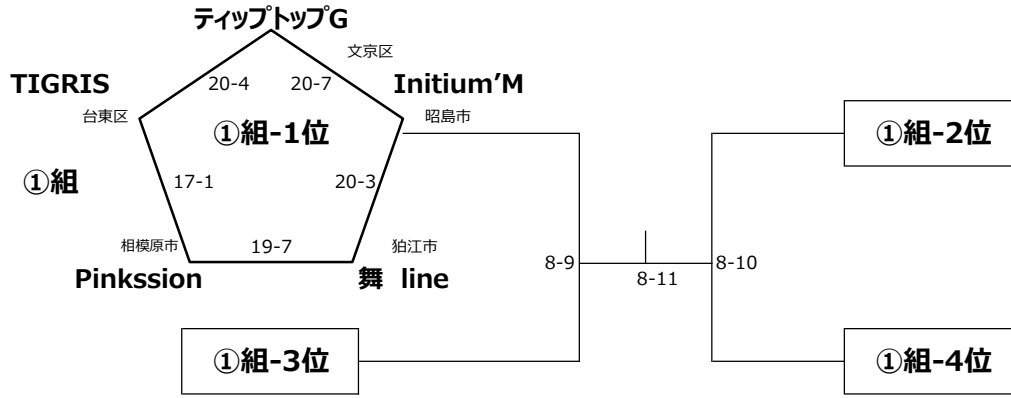 ティップトップG
文京区
TIGRIS
20-4
20-7
Initium’M
台東区
①組-1位
昭島市
①組-2位
①組
17-1
20-3
相模原市
19-7
狛江市
8-9
8-10
8-11
Pinkssion
舞 line
①組-3位
①組-4位